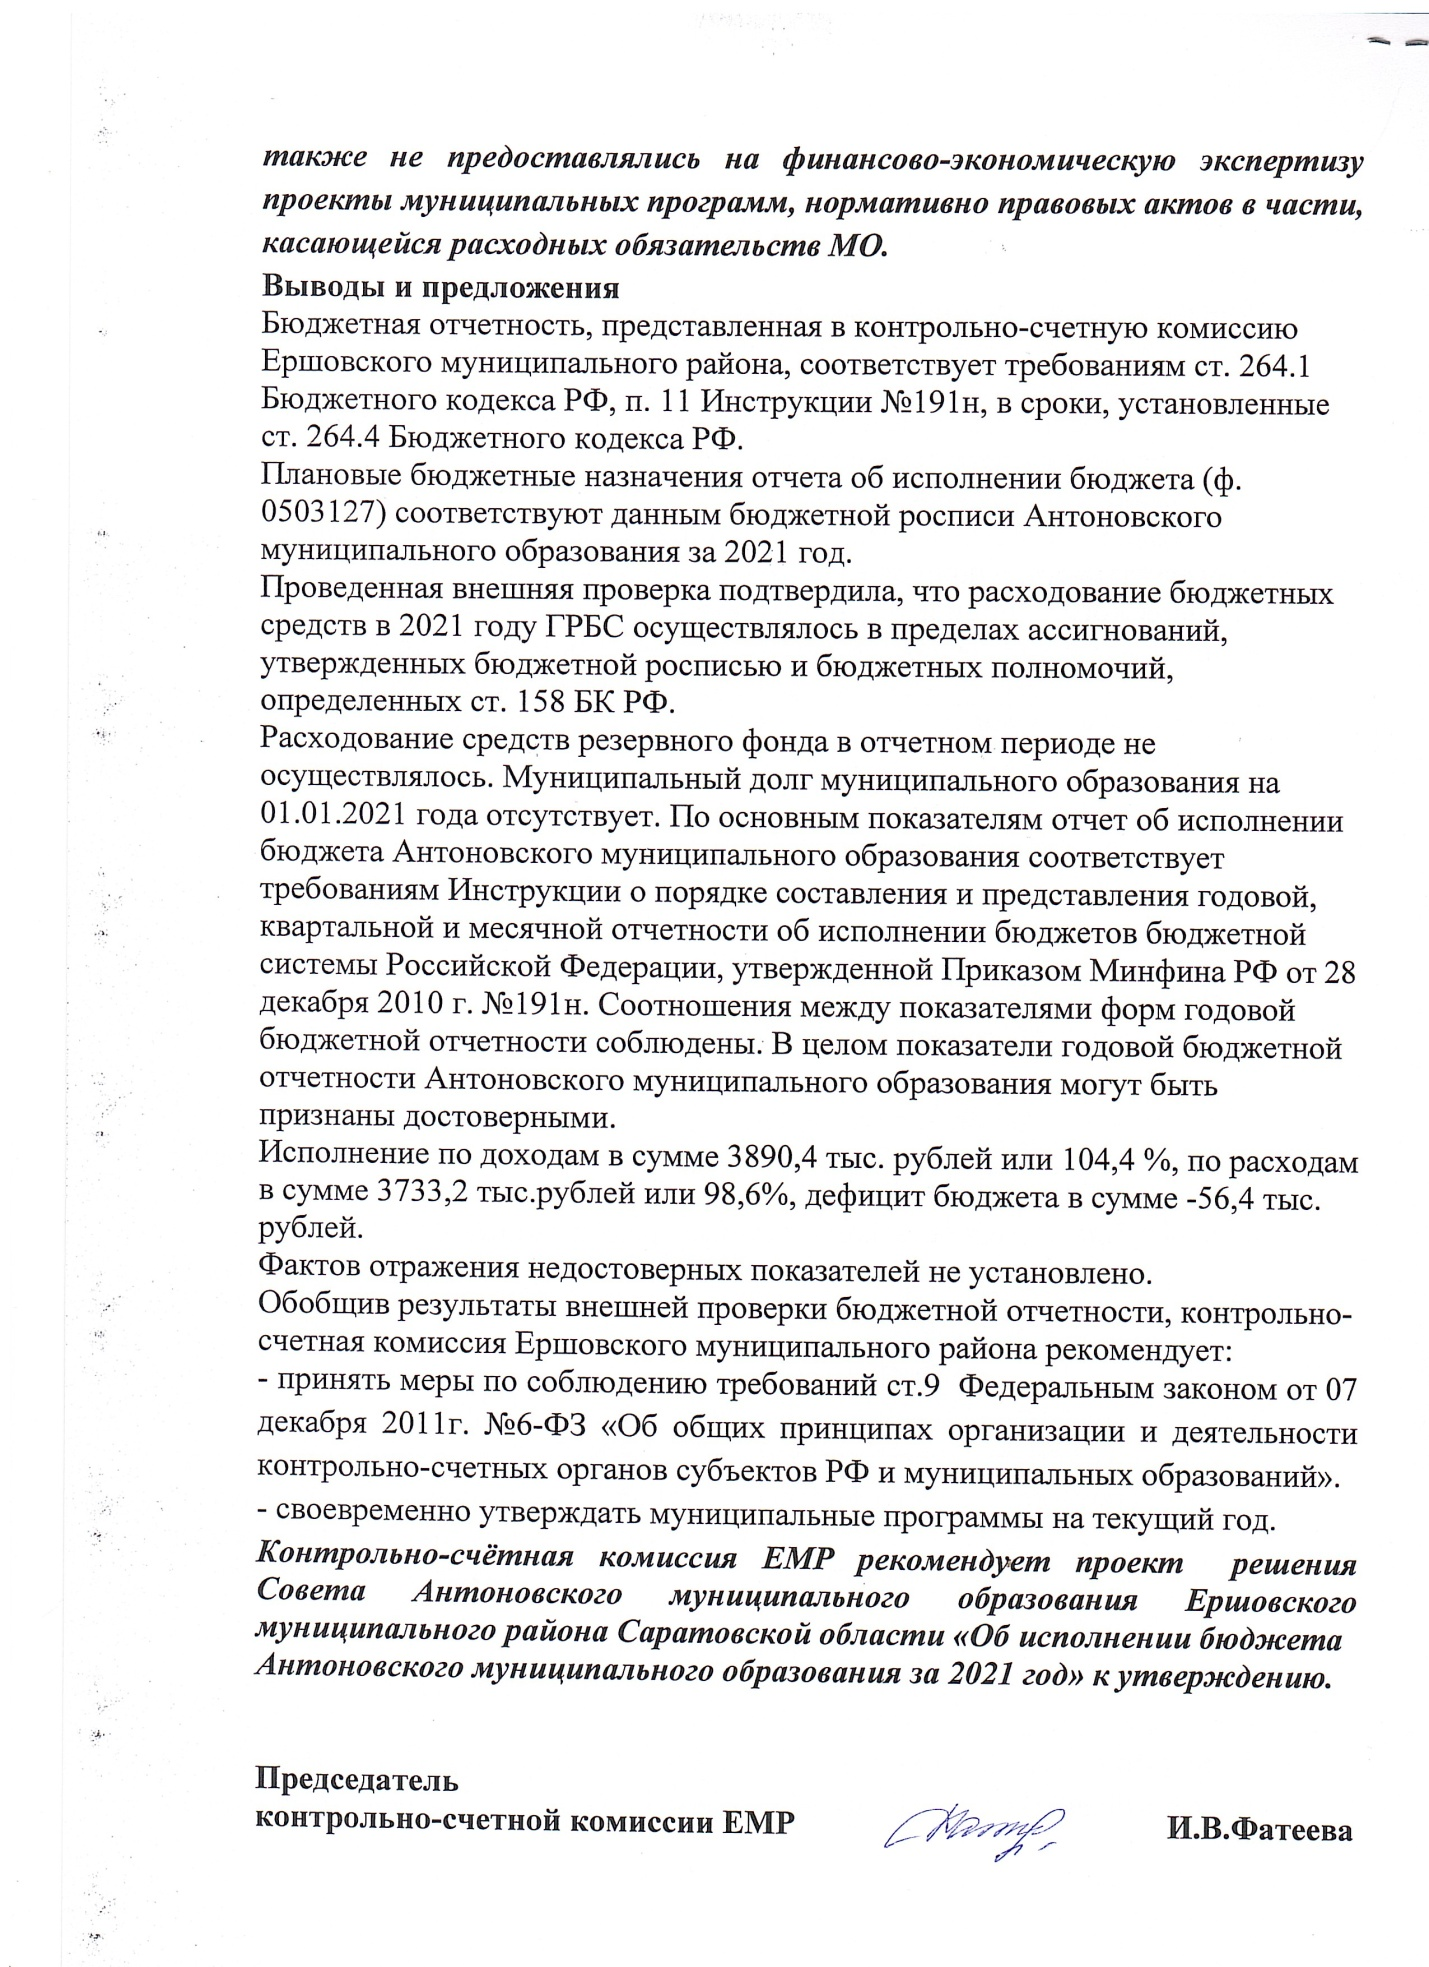 также не предоставлялись на финансово-экономическую экспертизу
проекты муниципальных программ, нормативно правовых актов в части,
касающейся расходных обязательств МО.
Выводы и предложения
Бюджетная отчетность, представленная в контрольно-счетную комиссию
Ершовского муниципального района, соответствует требованиям ст. 264.1
Бюджетного кодекса РФ, п. 11 Инструкции №191н, в сроки, установленные
ст. 264.4 Бюджетного кодекса РФ.
Плановые бюджетные назначения отчета об исполнении бюджета (ф.
0503127) соответствуют данным бюджетной росписи Антоновского
муниципального образования за 2021 год.
Проведенная внешняя проверка подтвердила, что расходование бюджетных
средств в 2021 году ГРБС осуществлялось в пределах ассигнований,
утвержденных бюджетной росписью и бюджетных полномочий,
определенных ст. 158 БК РФ.
Расходование средств резервного фонда в отчетном периоде не
осуществлялось. Муниципальный долг муниципального образования на
01.01.2021 года отсутствует. По основным показателям отчет об исполнении
бюджета Антоновского муниципального образования соответствует
требованиям Инструкции о порядке составления и представления годовой,
квартальной и месячной отчетности об исполнении бюджетов бюджетной
системы Российской Федерации, утвержденной Приказом Минфина РФ от 28
декабря 2010 г. №191н. Соотношения между показателями форм годовой
бюджетной отчетности соблюдены. В целом показатели годовой бюджетной
отчетности Антоновского муниципального образования могут быть
признаны достоверными.
Исполнение по доходам в сумме 3890,4 тыс. рублей или 104,4 %, по расходам
в сумме 3733,2 тыс.рублей или 98,6%, дефицит бюджета в сумме -56,4 тыс.
рублей.
Фактов отражения недостоверных показателей не установлено.
Обобщив результаты внешней проверки бюджетной отчетности, контрольно-
счетная комиссия Ершовского муниципального района рекомендует:
- принять меры по соблюдению требований ст.9 Федеральным законом от 07
декабря 2011г. №6-ФЗ «Об общих принципах организации и деятельности
контрольно-счетных органов субъектов РФ и муниципальных образований».
- своевременно утверждать муниципальные программы на текущий год.
Контрольно-счётная комиссия ЕМР рекомендует проект решения
Совета Антоновского муниципального образования Ершовского
муниципального района Саратовской области «Об исполнении бюджета
Антоновского муниципального образования за 2021 год» к утверждению.
Председатель
контрольно-счетной комиссии ЕМР И.В.Фатеева